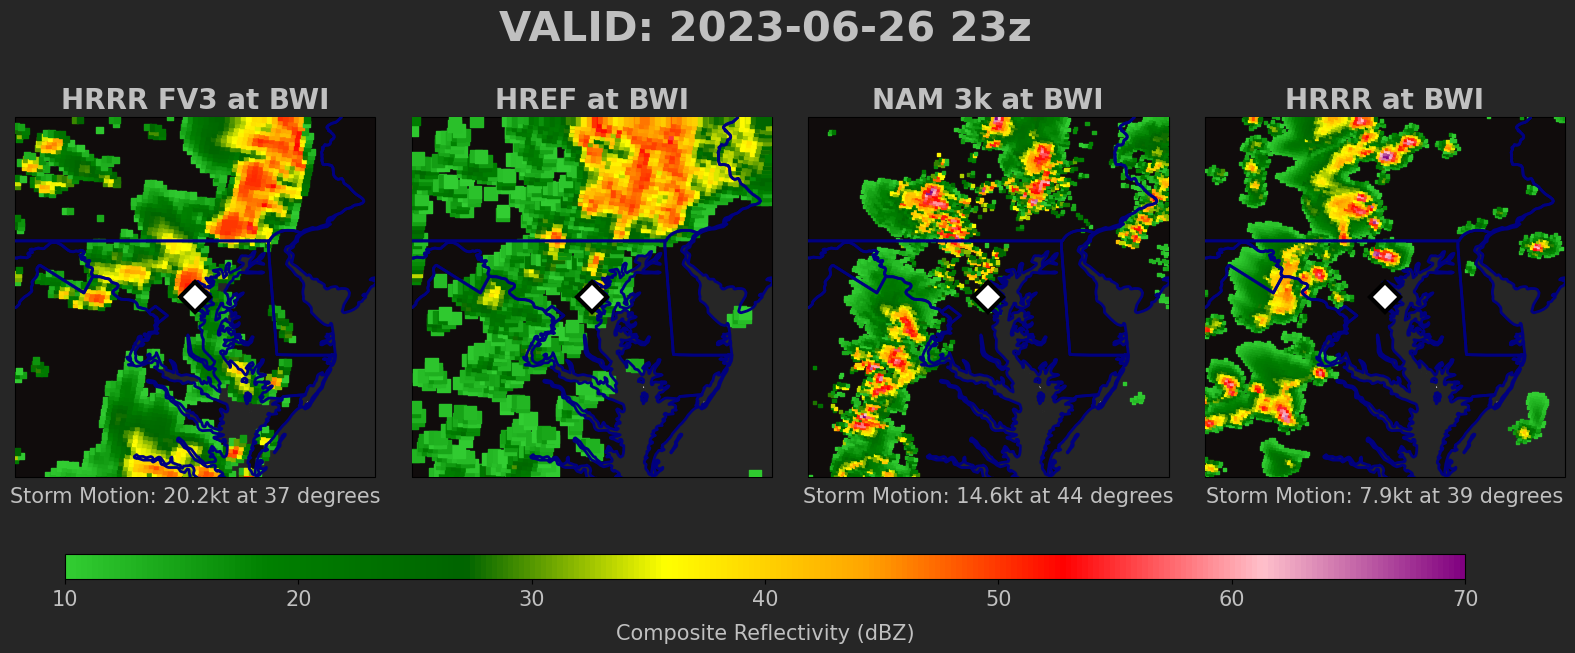 VALID: 2023-06-26 23z
HRRR FV3 at BWI
HREF at BWI
NAM 3k at BWI
HRRR at BWI
Storm Motion: 20.2kt at 37 degrees
Storm Motion: 14.6kt at 44 degrees
Storm Motion: 7.9kt at 39 degrees
10 20 30 40 50 60 70
Composite Reflectivity (dBZ)